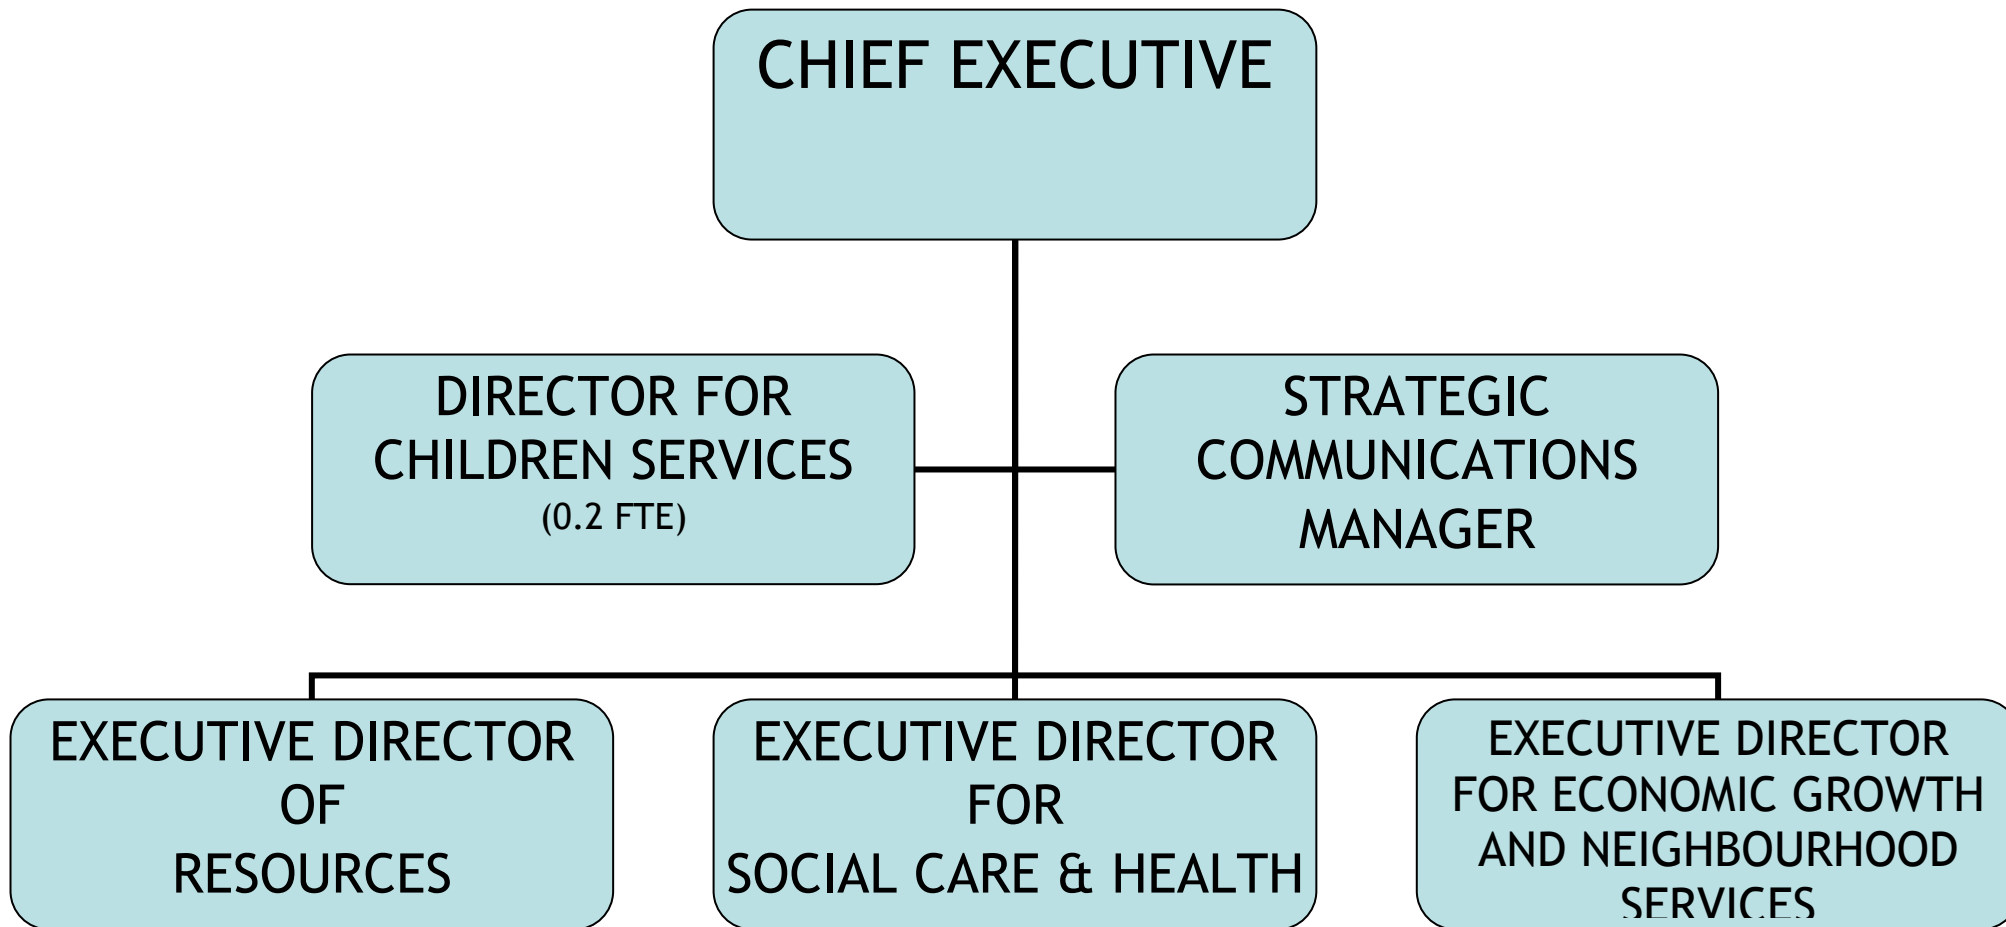 CHIEF EXECUTIVE
DIRECTOR FOR
CHILDREN SERVICES
(0.2 FTE)
STRATEGIC
COMMUNICATIONS
MANAGER
EXECUTIVE DIRECTOR
OF
RESOURCES
EXECUTIVE DIRECTOR
FOR
SOCIAL CARE & HEALTH
EXECUTIVE DIRECTOR
FOR ECONOMIC GROWTH
AND NEIGHBOURHOOD
SERVICES